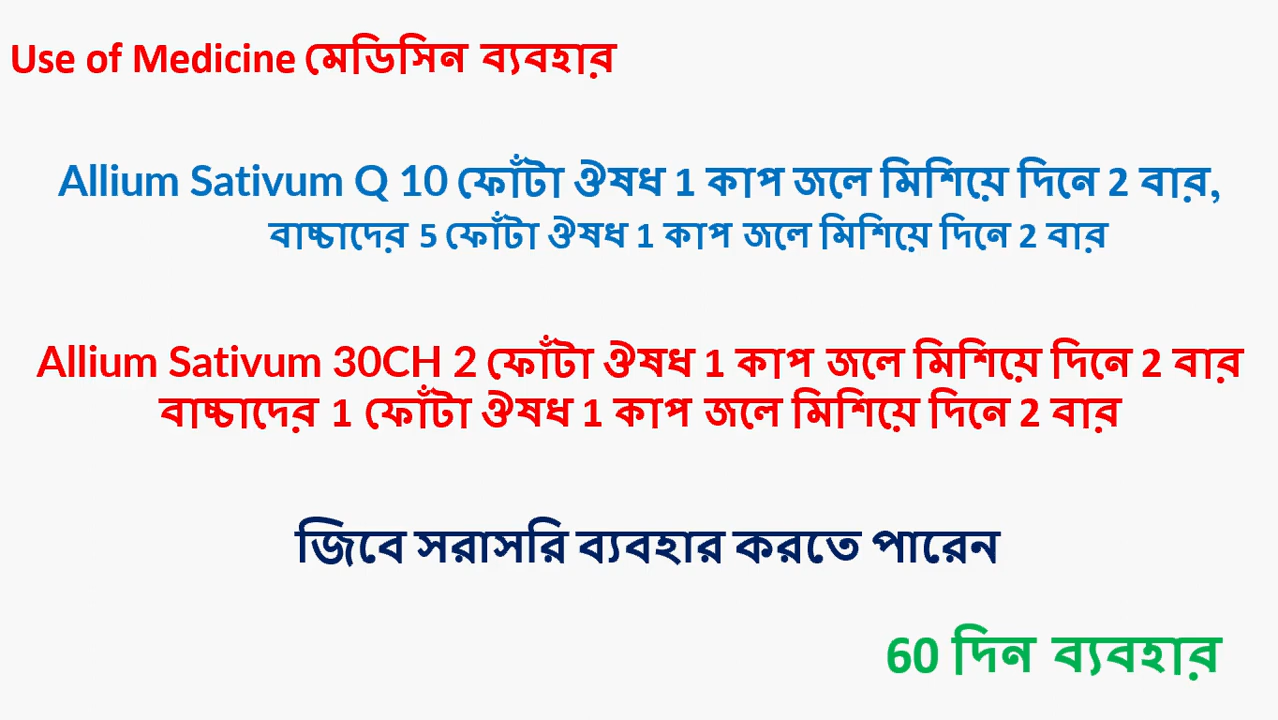 Use of Medicine মেডিসিন ব্যবহার
Allium Sativum Q 10 ফোঁটা ঔষধ 1 কাপ জলে মিশিয়ে দিনে 2 বার,
বাচ্চাদের 5 ফোঁটা ঔষধ 1 কাপ জলে মিশিয়ে দিনে 2 বার
Allium Sativum 30CH 2 ফোঁটা ঔষধ 1 কাপ জলে মিশিয়ে দিনে 2 বার
বাচ্চাদের 1 ফোঁটা ঔষধ 1 কাপ জলে মিশিয়ে দিনে 2 বার
জিবে সরাসরি ব্যবহার করতে পারেন
60 দিন ব্যবহার